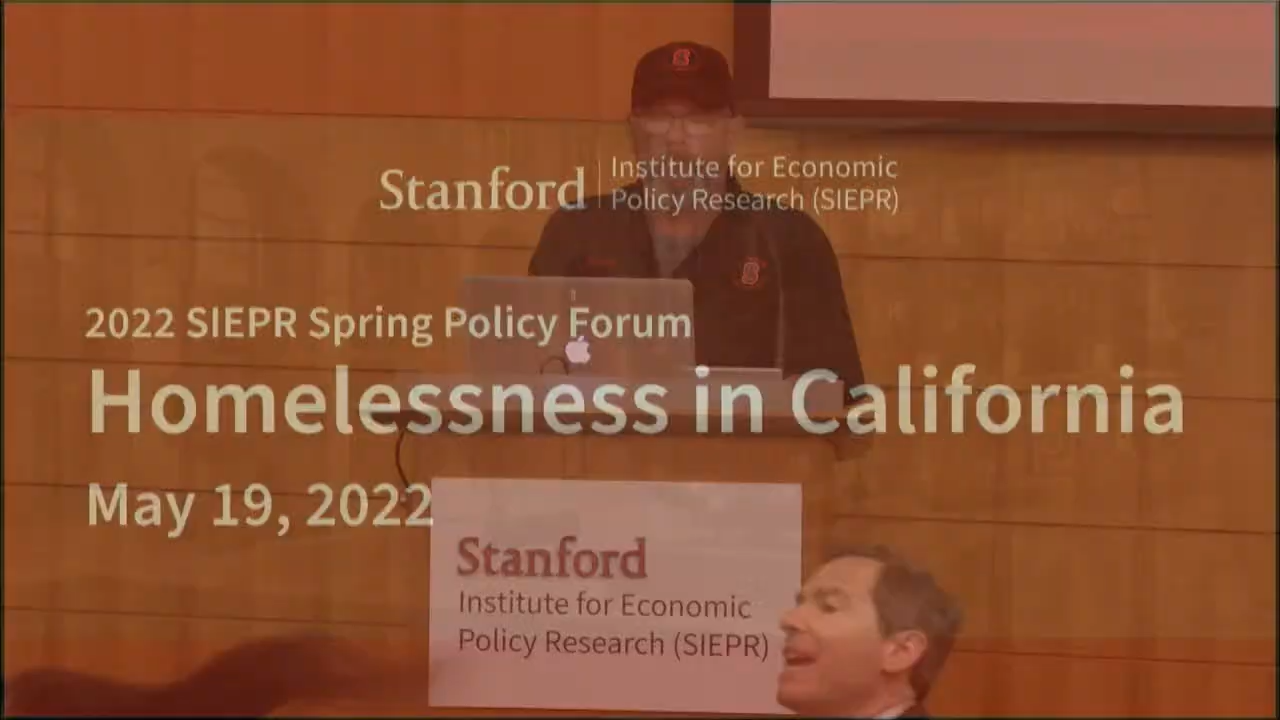 Stanford
Institute for Economic
Policy Research (SIEPR)
2022 SIEPR Spring Policy Forum
Homelessness in California
May 19, 2022
Stanford
Institute for Economic
Policy Research (SIEPR)